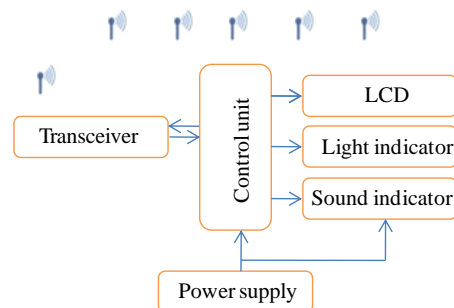 LCD
Transceiver
Control unit
Light indicator
Sound indicator
Power supply